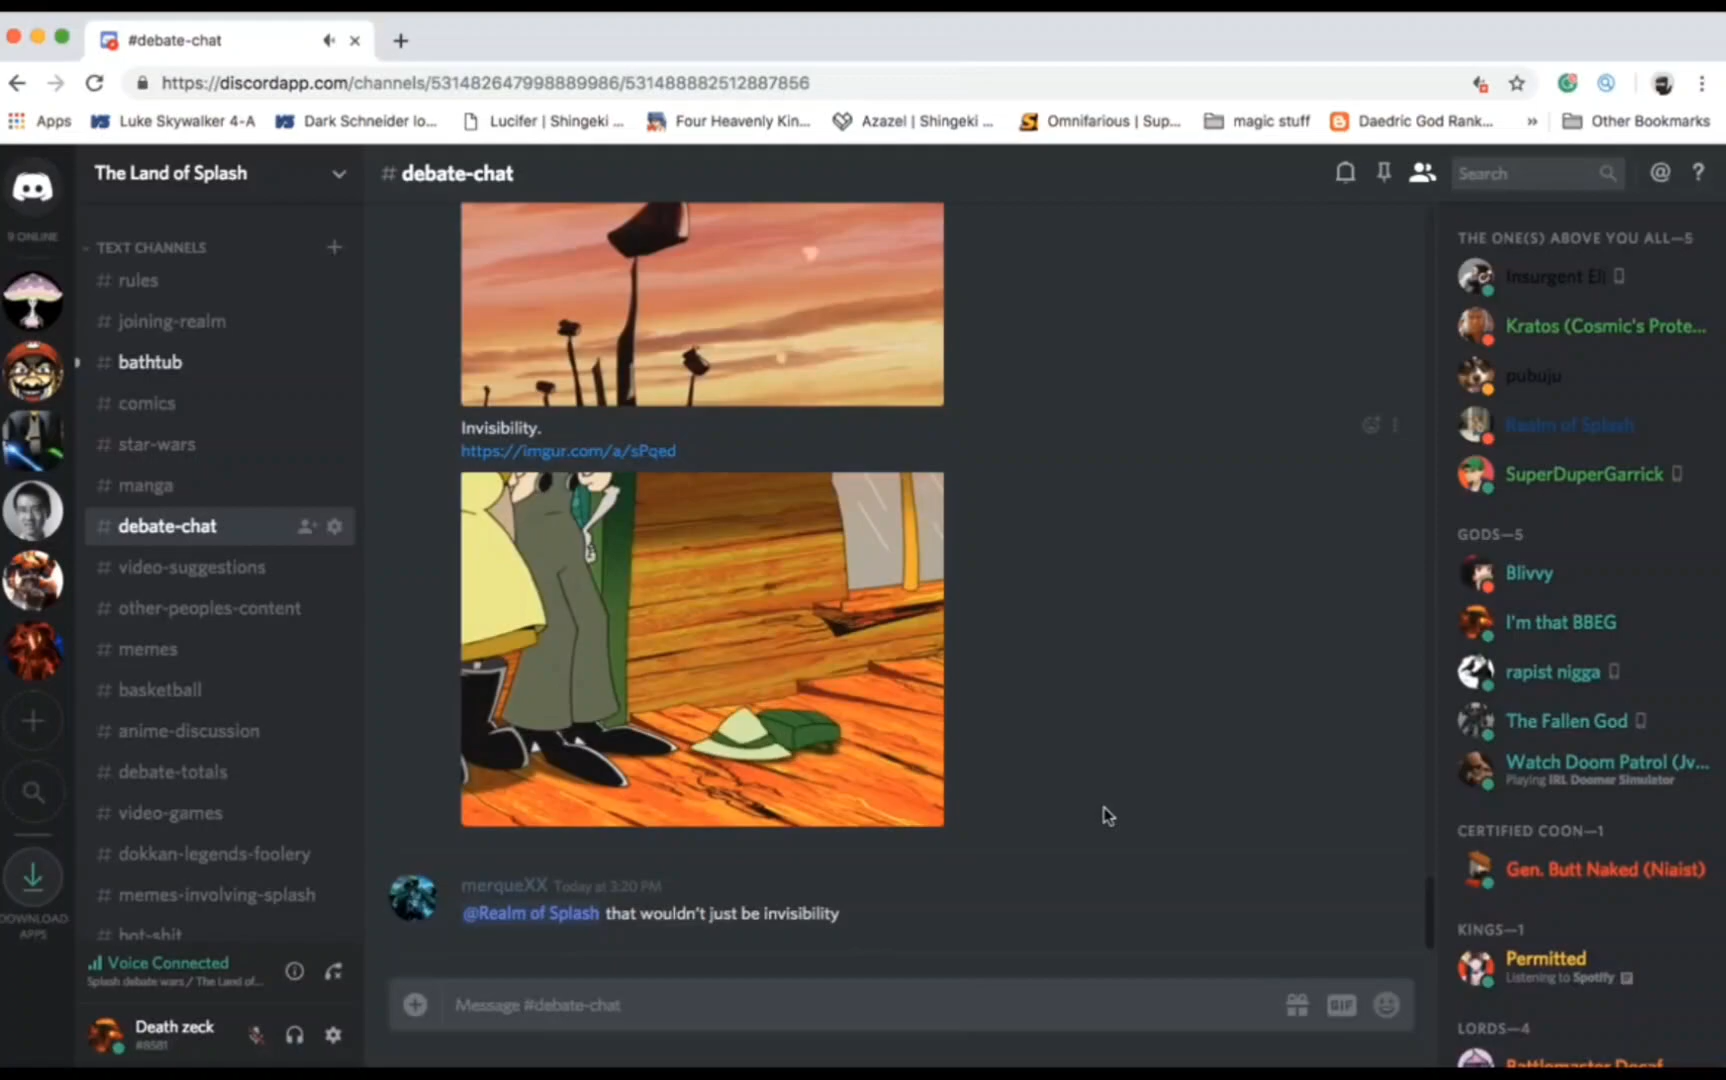 #debate-chat
https://discordapp.com/channels/531482647998889986/531488882512887856
Apps
Luke Skywalker 4-A
Dark Schneider lo...
Lucifer | Shingeki ...
Four Heavenly Kin...
Azazel | Shingeki ...
Omnifarious | Sup...
magic stuff
Daedric God Rank...
»
Other Bookmarks
The Land of Splash
# debate-chat
Search
9 ONLINE
TEXT CHANNELS
# rules
# joining-realm
# bathtub
# comics
# star-wars
# manga
# debate-chat
# video-suggestions
# other-peoples-content
# memes
# basketball
# anime-discussion
# debate-totals
# video-games
# dokkan-legends-foolery
# memes-involving-splash
# hot-shit
DOWNLOAD
APPS
Voice Connected
Splash debate wars / The Land of...
Death zeck
#8581
Invisibility.
https://imgur.com/a/sPqed
merqueXX Today at 3:20 PM
@Realm of Splash that wouldn't just be invisibility
Message #debate-chat
GIF
THE ONE(S) ABOVE YOU ALL—5
Insurgent Eli
Kratos (Cosmic's Prote...
pubuju
Realm of Splash
SuperDuperGarrick
GODS—5
Blivvy
I'm that BBEG
rapist nigga
The Fallen God
Watch Doom Patrol (Jv...
Playing IRL Doomer Simulator
CERTIFIED COON—1
Gen. Butt Naked (Niaist)
KINGS—1
Permitted
Listening to Spotify
LORDS—4
Battlemaster Decaf